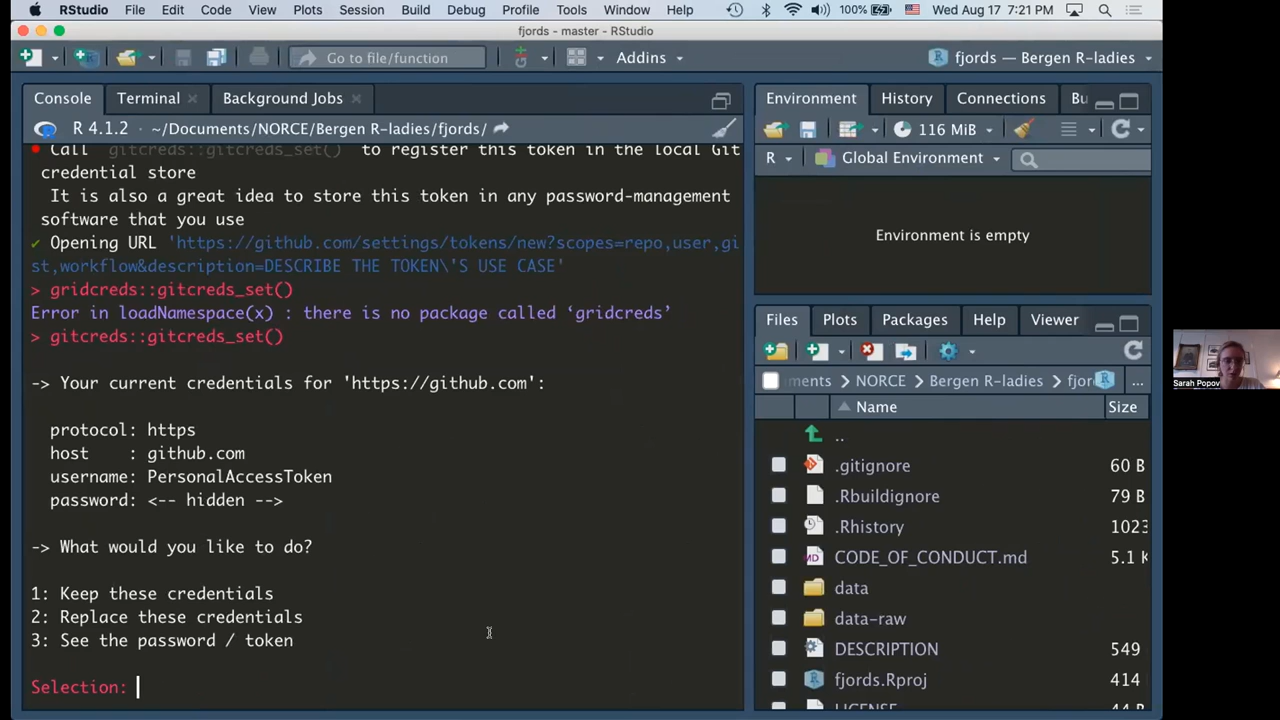 RStudio File Edit Code View Plots Session Build Debug Profile Tools Window Help 100% Wed Aug 17 7:21 PM
fjords - master - RStudio
Go to file/function Addins fjords — Bergen R-ladies
Console Terminal Background Jobs
R 4.1.2 · ~/Documents/NORCE/Bergen R-ladies/fjords/
Call gitcreds::gitcreds_set() to register this token in the local Git
credential store
It is also a great idea to store this token in any password-management
software that you use
✔ Opening URL 'https://github.com/settings/tokens/new?scopes=repo,user,gi
st,workflow&description=DESCRIBE THE TOKEN\'S USE CASE'
> gridcreds::gitcreds_set()
Error in loadNamespace(x) : there is no package called ‘gridcreds’
> gitcreds::gitcreds_set()
-> Your current credentials for 'https://github.com':
protocol: https
host : github.com
username: PersonalAccessToken
password: <-- hidden -->
-> What would you like to do?
1: Keep these credentials
2: Replace these credentials
3: See the password / token
Selection:
Environment History Connections Bu
116 MiB
R Global Environment
Environment is empty
Files Plots Packages Help Viewer
ments NORCE Bergen R-ladies fjor ...
Name Size
..
.gitignore 60 B
.Rbuildignore 79 B
.Rhistory 1023
CODE_OF_CONDUCT.md 5.1 K
data
data-raw
DESCRIPTION 549
fjords.Rproj 414
LICENSE 44 B
Sarah Popov